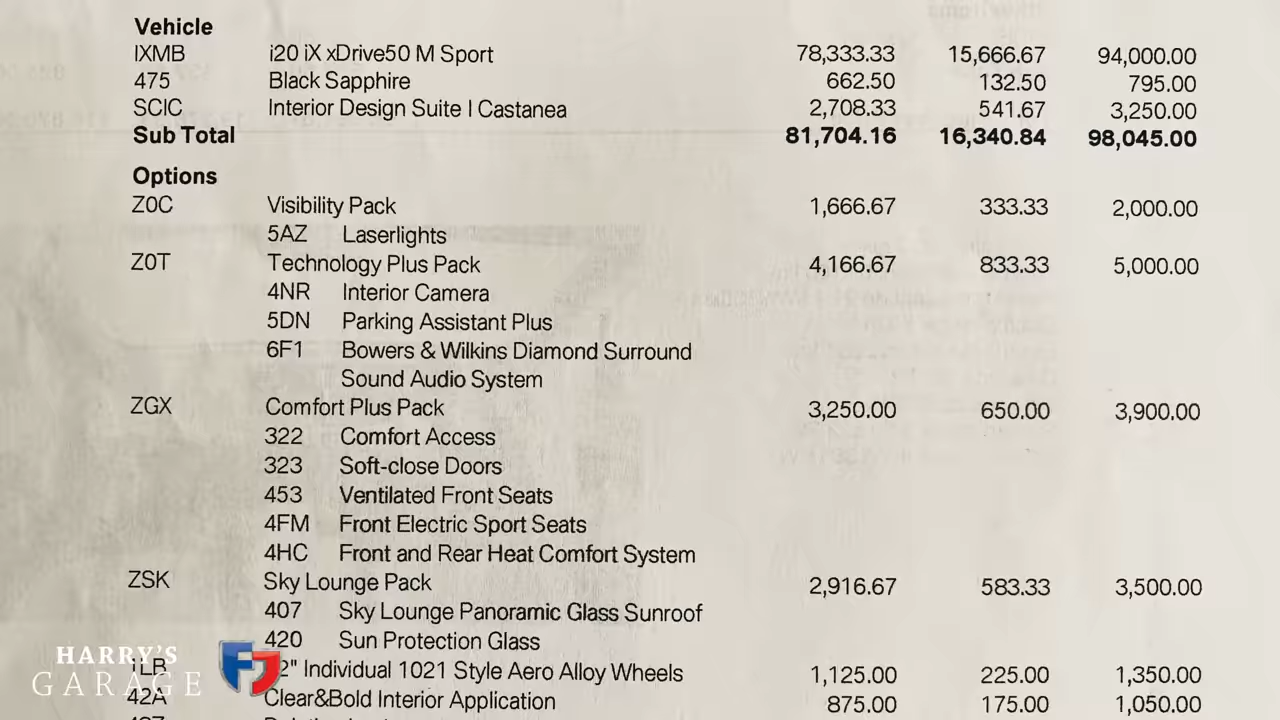 Vehicle
IXMB i20 iX xDrive50 M Sport 78,333.33 15,666.67 94,000.00
475 Black Sapphire 662.50 132.50 795.00
SCIC Interior Design Suite I Castanea 2,708.33 541.67 3,250.00
Sub Total 81,704.16 16,340.84 98,045.00
Options
Z0C Visibility Pack 1,666.67 333.33 2,000.00
5AZ Laserlights
Z0T Technology Plus Pack 4,166.67 833.33 5,000.00
4NR Interior Camera
5DN Parking Assistant Plus
6F1 Bowers & Wilkins Diamond Surround
Sound Audio System
ZGX Comfort Plus Pack 3,250.00 650.00 3,900.00
322 Comfort Access
323 Soft-close Doors
453 Ventilated Front Seats
4FM Front Electric Sport Seats
4HC Front and Rear Heat Comfort System
ZSK Sky Lounge Pack 2,916.67 583.33 3,500.00
407 Sky Lounge Panoramic Glass Sunroof
420 Sun Protection Glass
2" Individual 1021 Style Aero Alloy Wheels 1,125.00 225.00 1,350.00
42A Clear&Bold Interior Application 875.00 175.00 1,050.00
HARRY'S
GARAGE